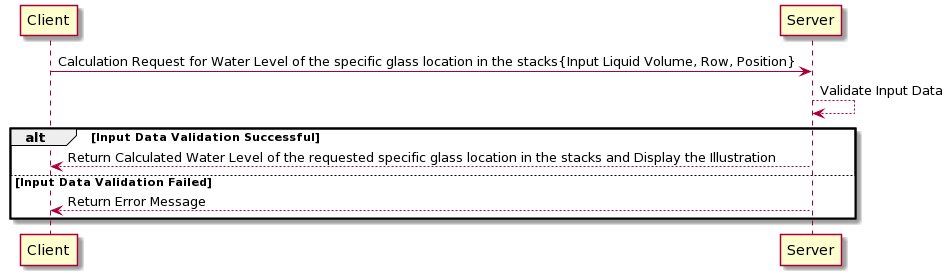 Client
Server
Calculation Request for Water Level of the specific glass location in the stacks{Input Liquid Volume, Row, Position}
Validate Input Data
alt
[Input Data Validation Successful]
Return Calculated Water Level of the requested specific glass location in the stacks and Display the Illustration
[Input Data Validation Failed]
Return Error Message
Client
Server